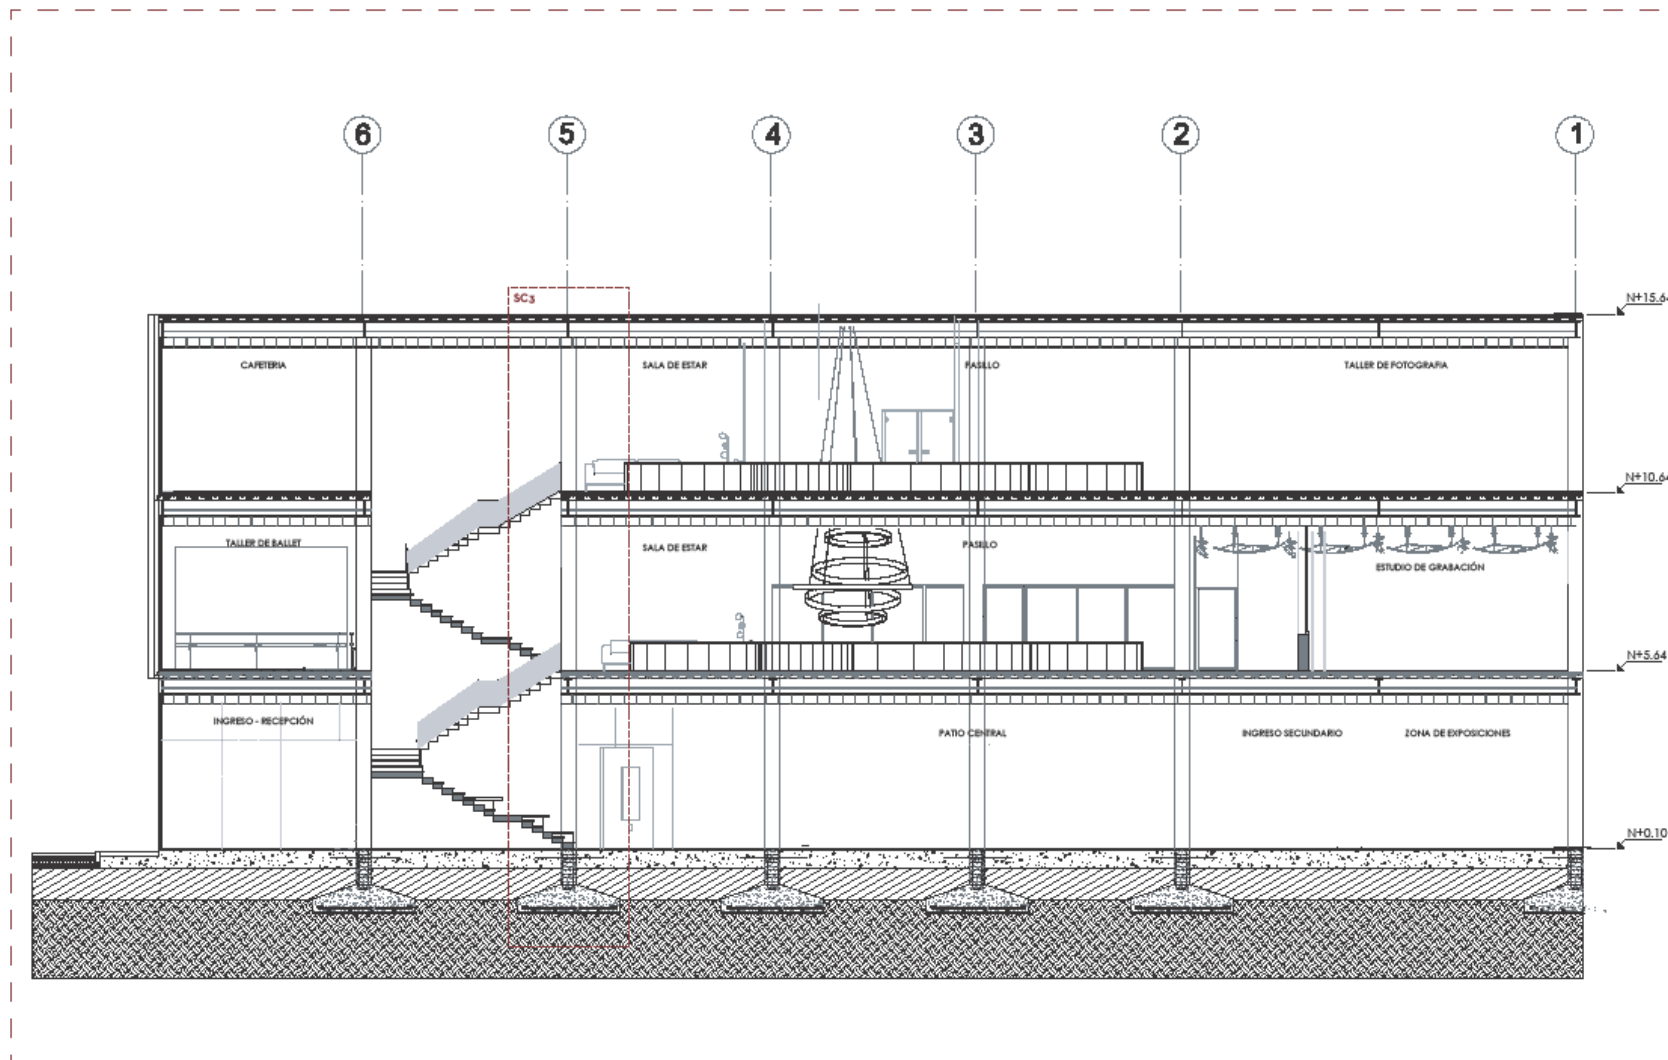 6 5 4 3 2 1
SC3
N+15.64
CAFETERIA SALA DE ESTAR PASILLO TALLER DE FOTOGRAFIA
N+10.64
TALLER DE BALLET SALA DE ESTAR PASILLO
ESTUDIO DE GRABACIÓN
N+5.64
INGRESO - RECEPCIÓN
PATIO CENTRAL INGRESO SECUNDARIO ZONA DE EXPOSICIONES
N+0.10